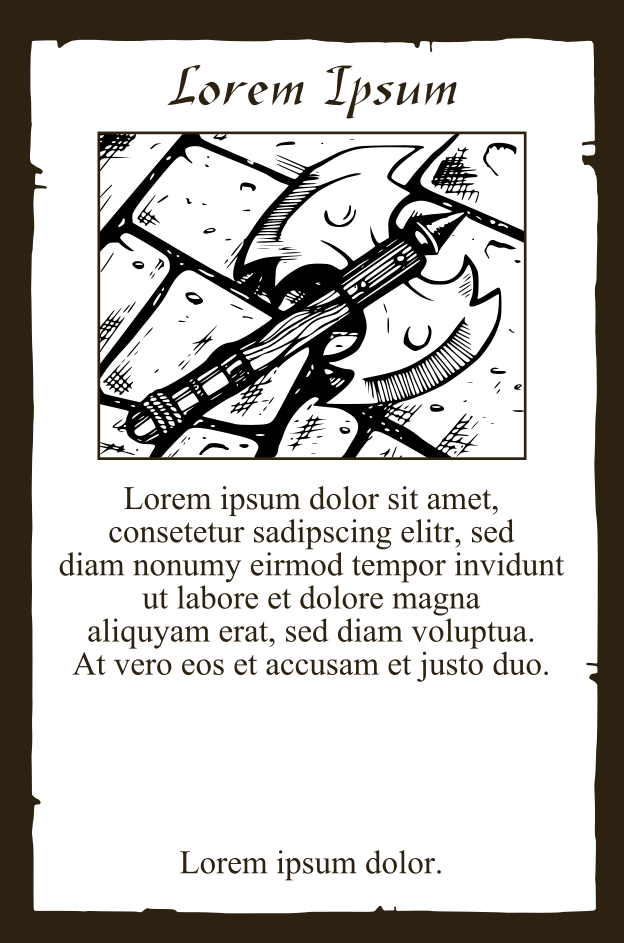 Lorem Ipsum
Lorem ipsum dolor sit amet,
consetetur sadipscing elitr, sed
diam nonumy eirmod tempor invidunt
ut labore et dolore magna
aliquyam erat, sed diam voluptua.
At vero eos et accusam et justo duo.
Lorem ipsum dolor.